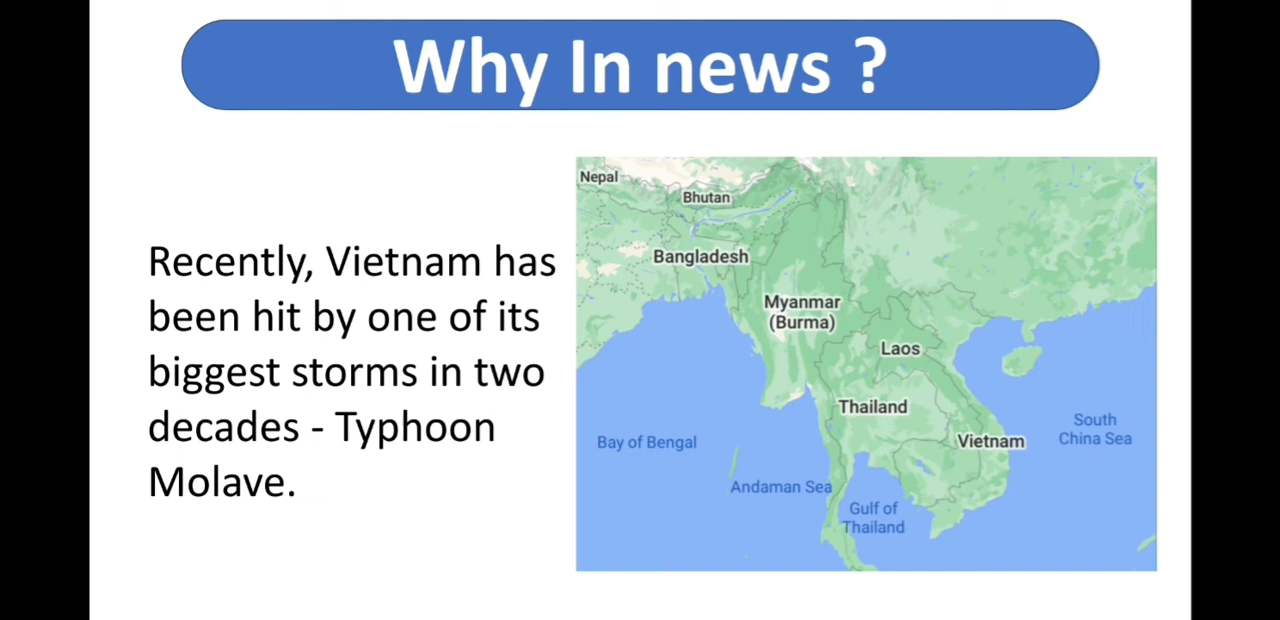 Why In news ?
Recently, Vietnam has
been hit by one of its
biggest storms in two
decades - Typhoon
Molave.
Nepal
Bhutan
Bangladesh
Myanmar
(Burma)
Laos
Thailand
Vietnam
South
China Sea
Bay of Bengal
Andaman Sea
Gulf of
Thailand